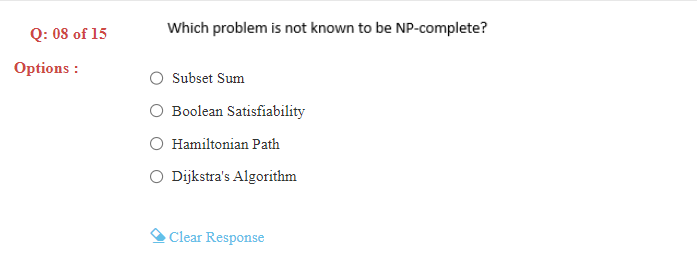 Q: 08 of 15
Which problem is not known to be NP-complete?
Options :
Subset Sum
Boolean Satisfiability
Hamiltonian Path
Dijkstra's Algorithm
Clear Response